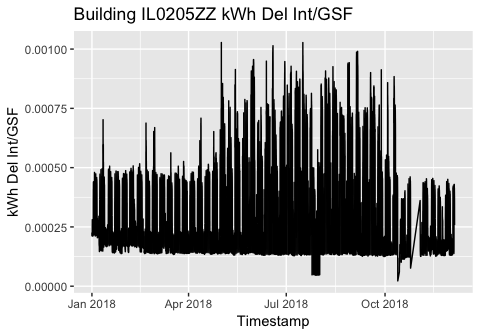 Building IL0205ZZ kWh Del Int/GSF
kWh Del Int/GSF
0.00100
0.00075
0.00050
0.00025
0.00000
Jan 2018 Apr 2018 Jul 2018 Oct 2018
Timestamp